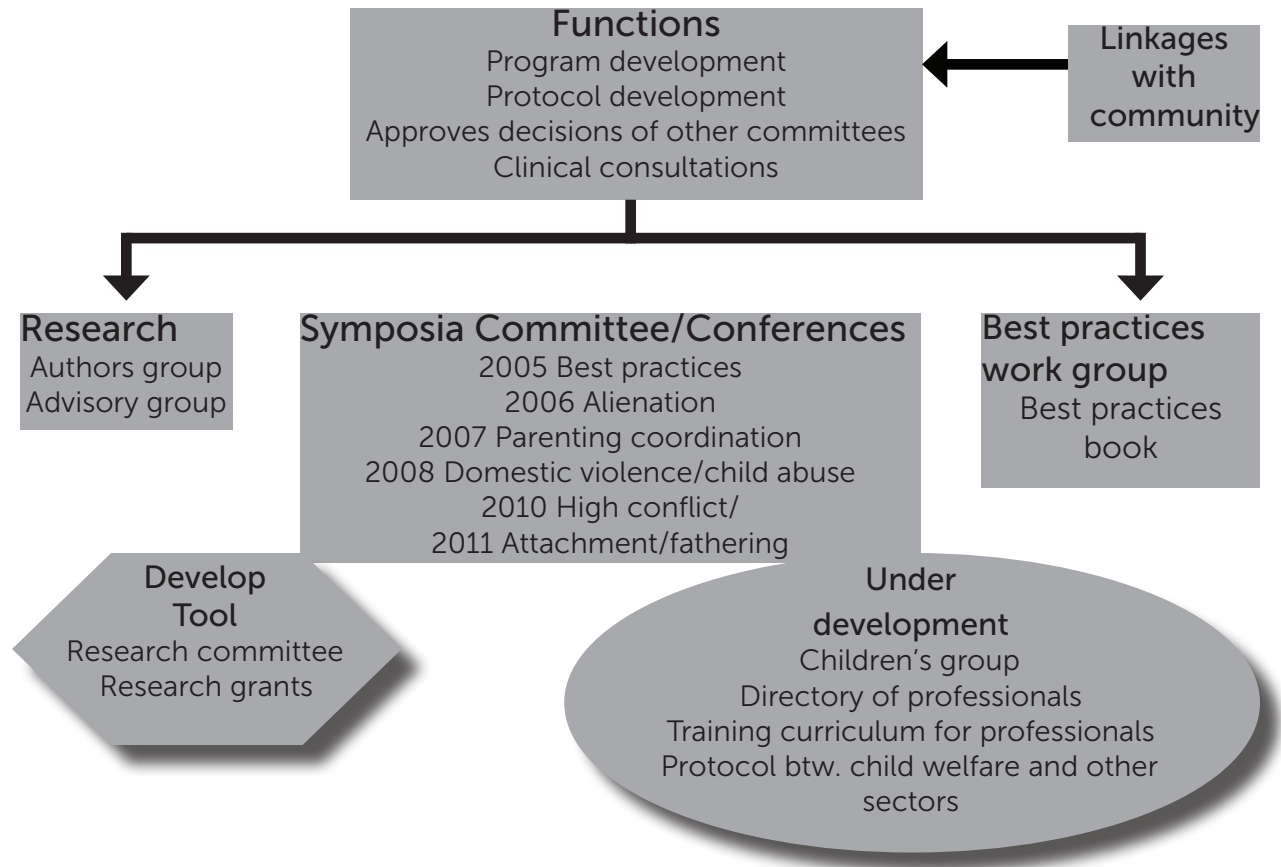 Functions
Program development
Protocol development
Approves decisions of other committees
Clinical consultations
Linkages
with
community
Research
Authors group
Advisory group
Symposia Committee/Conferences
2005 Best practices
2006 Alienation
2007 Parenting coordination
2008 Domestic violence/child abuse
2010 High conflict/
2011 Attachment/fathering
Best practices
work group
Best practices
book
Develop
Tool
Research committee
Research grants
Under
development
Children’s group
Directory of professionals
Training curriculum for professionals
Protocol btw. child welfare and other
sectors